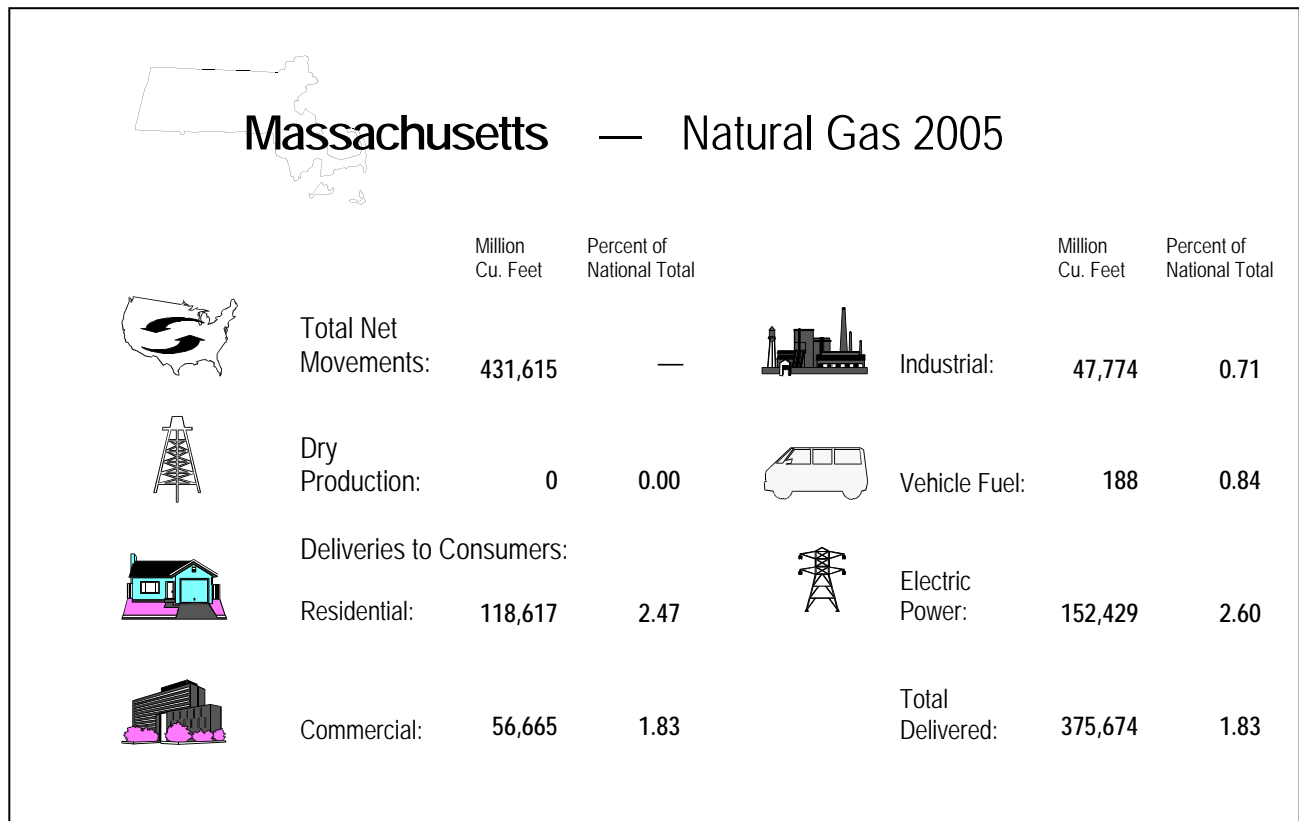 Massachusetts — Natural Gas 2005
Million Cu. Feet
Percent of National Total
Total Net Movements: 431,615 —
Dry Production: 0 0.00
Deliveries to Consumers:
Residential: 118,617 2.47
Commercial: 56,665 1.83
Million Cu. Feet
Percent of National Total
Industrial: 47,774 0.71
Vehicle Fuel: 188 0.84
Electric Power: 152,429 2.60
Total Delivered: 375,674 1.83